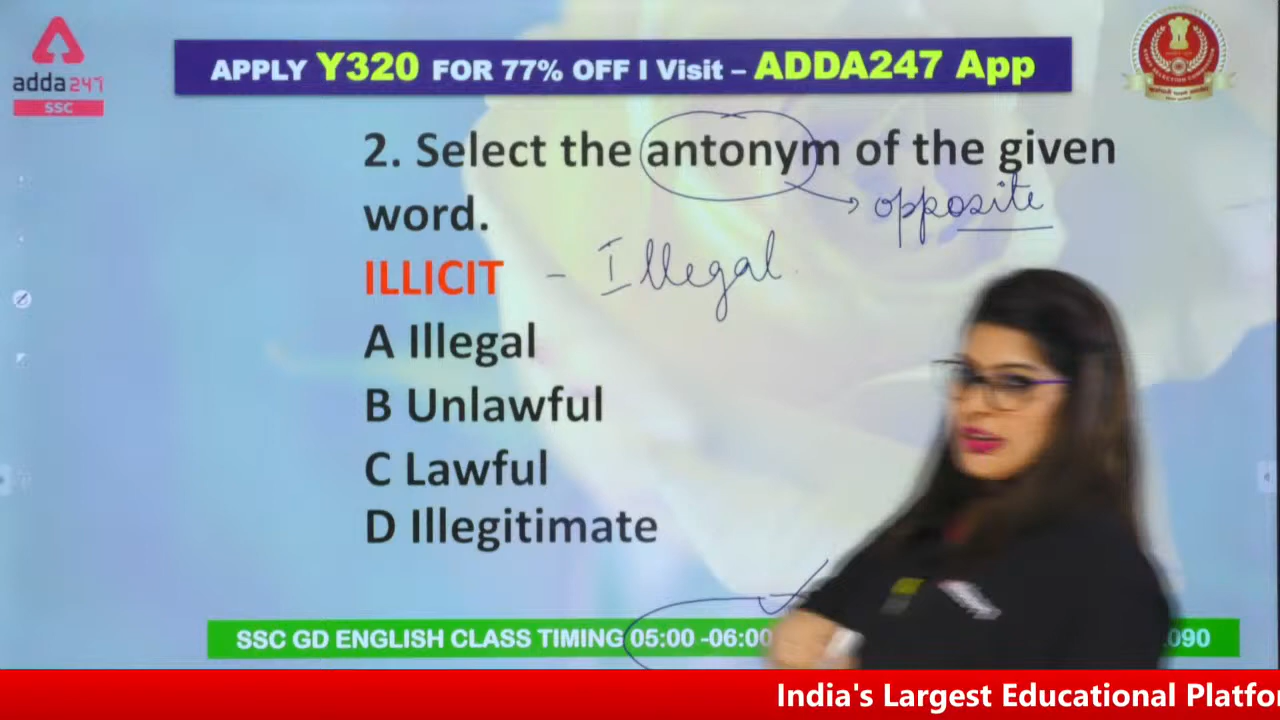 adda247
SSC
APPLY Y320 FOR 77% OFF I Visit – ADDA247 App
2. Select the antonym of the given
word.
opposite
ILLICIT – Illegal
A Illegal
B Unlawful
C Lawful
D Illegitimate
SSC GD ENGLISH CLASS TIMING 05:00 -06:00
090
India's Largest Educational Platfo